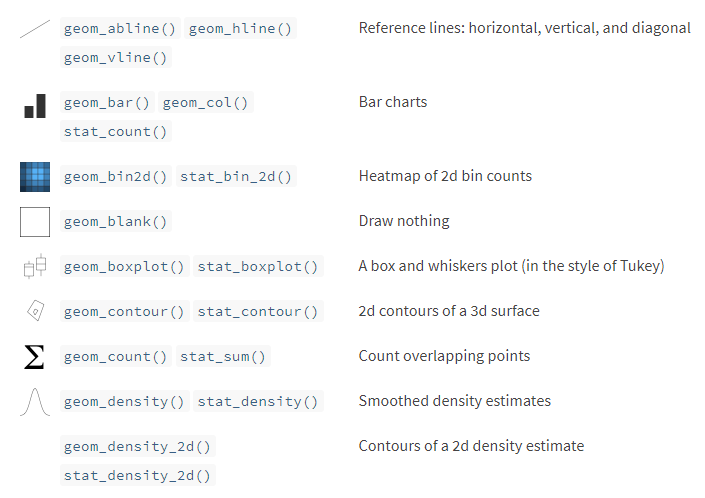 geom_abline() geom_hline() Reference lines: horizontal, vertical, and diagonal
geom_vline()
geom_bar() geom_col() Bar charts
stat_count()
geom_bin2d() stat_bin_2d() Heatmap of 2d bin counts
geom_blank() Draw nothing
geom_boxplot() stat_boxplot() A box and whiskers plot (in the style of Tukey)
geom_contour() stat_contour() 2d contours of a 3d surface
Σ geom_count() stat_sum() Count overlapping points
geom_density() stat_density() Smoothed density estimates
geom_density_2d() Contours of a 2d density estimate
stat_density_2d()